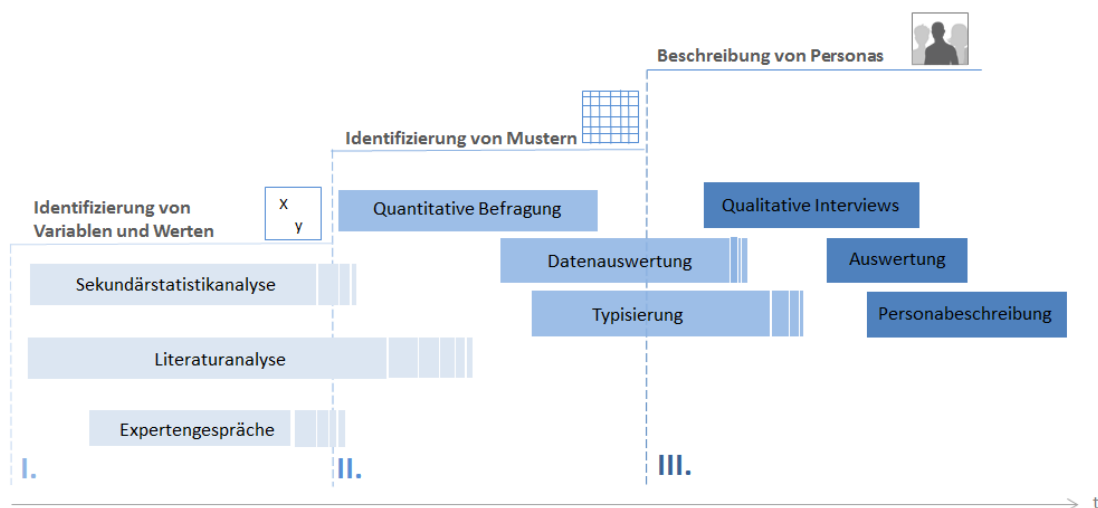 Beschreibung von Personas
Identifizierung von Mustern
Identifizierung von
Variablen und Werten
x
y
Quantitative Befragung
Qualitative Interviews
Datenauswertung
Auswertung
Sekundärstatistikanalyse
Typisierung
Personabeschreibung
Literaturanalyse
Expertengespräche
I.
II.
III.
t